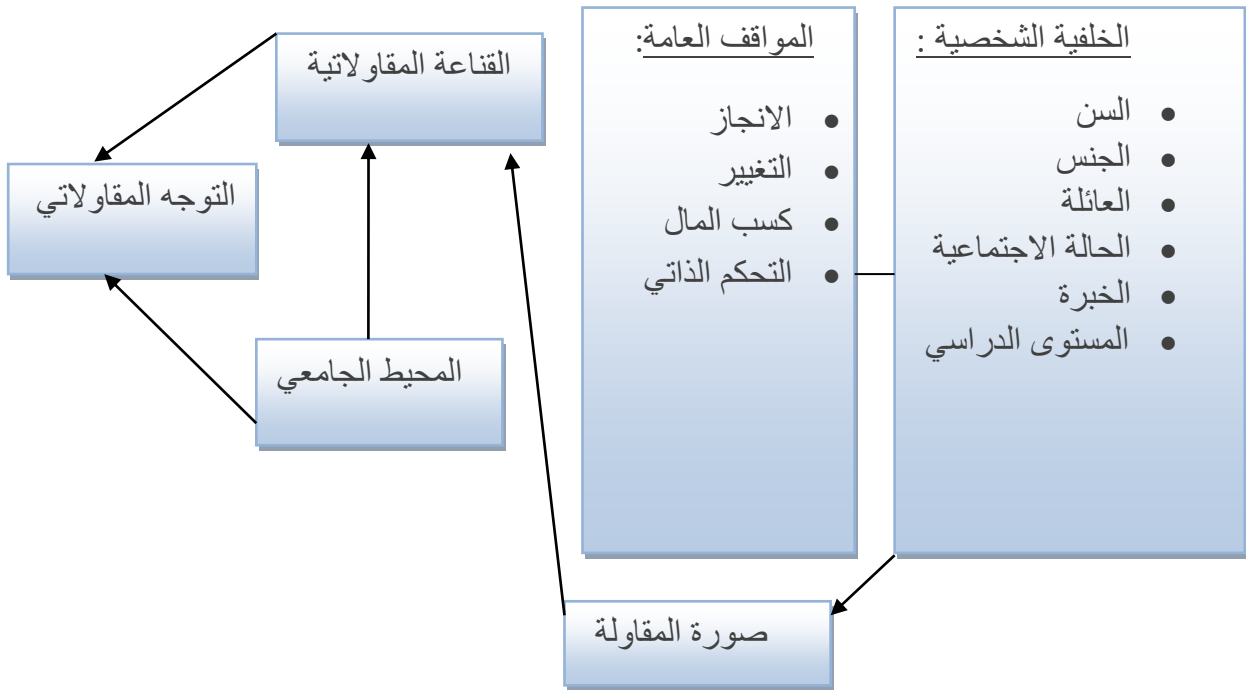 الخلفية الشخصية :
السن
الجنس
العائلة
الحالة الاجتماعية
الخبرة
المستوى الدراسي
المواقف العامة:
الانجاز
التغيير
كسب المال
التحكم الذاتي
القناعة المقاولاتية
التوجه المقاولاتي
المحيط الجامعي
صورة المقاولة